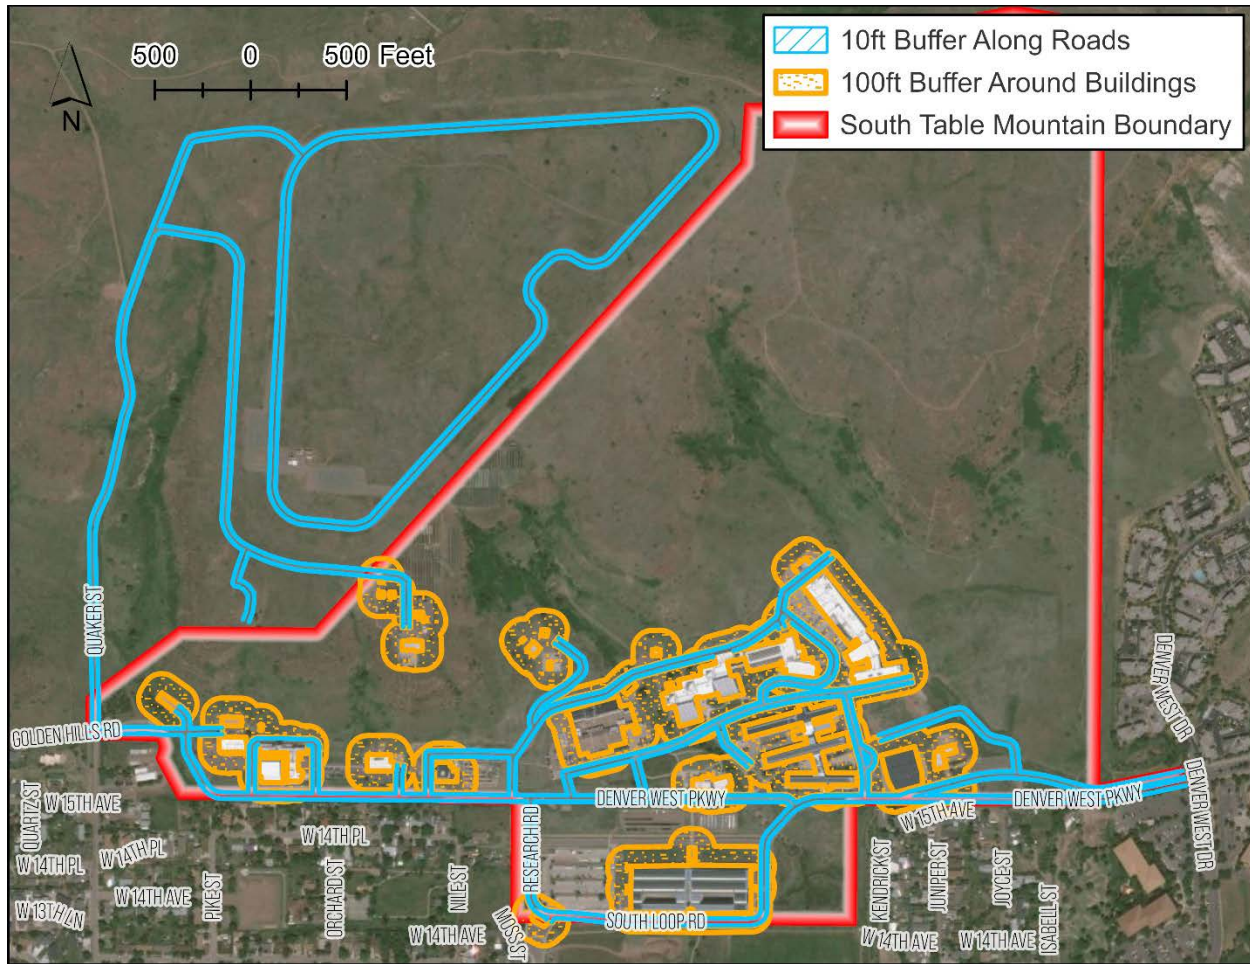 500 0 500 Feet
N
10ft Buffer Along Roads
100ft Buffer Around Buildings
South Table Mountain Boundary
QUAKER ST
GOLDEN HILLS RD
DENVER WEST DR
DENVER WEST DR
QUARTZ ST
W 15TH AVE
DENVER WEST PKWY
W 15TH AVE
DENVER WEST PKWY
W 14TH PL
W 14TH PL
W 14TH PL
W 14TH AVE
PIKE ST
ORCHARD ST
NILE ST
RESEARCH RD
KENDRICK ST
JUNIPER ST
JOYCE ST
ISABELL ST
W 13TH LN
MOSS ST
SOUTH LOOP RD
W 14TH AVE
W 14TH AVE
W 14TH AVE